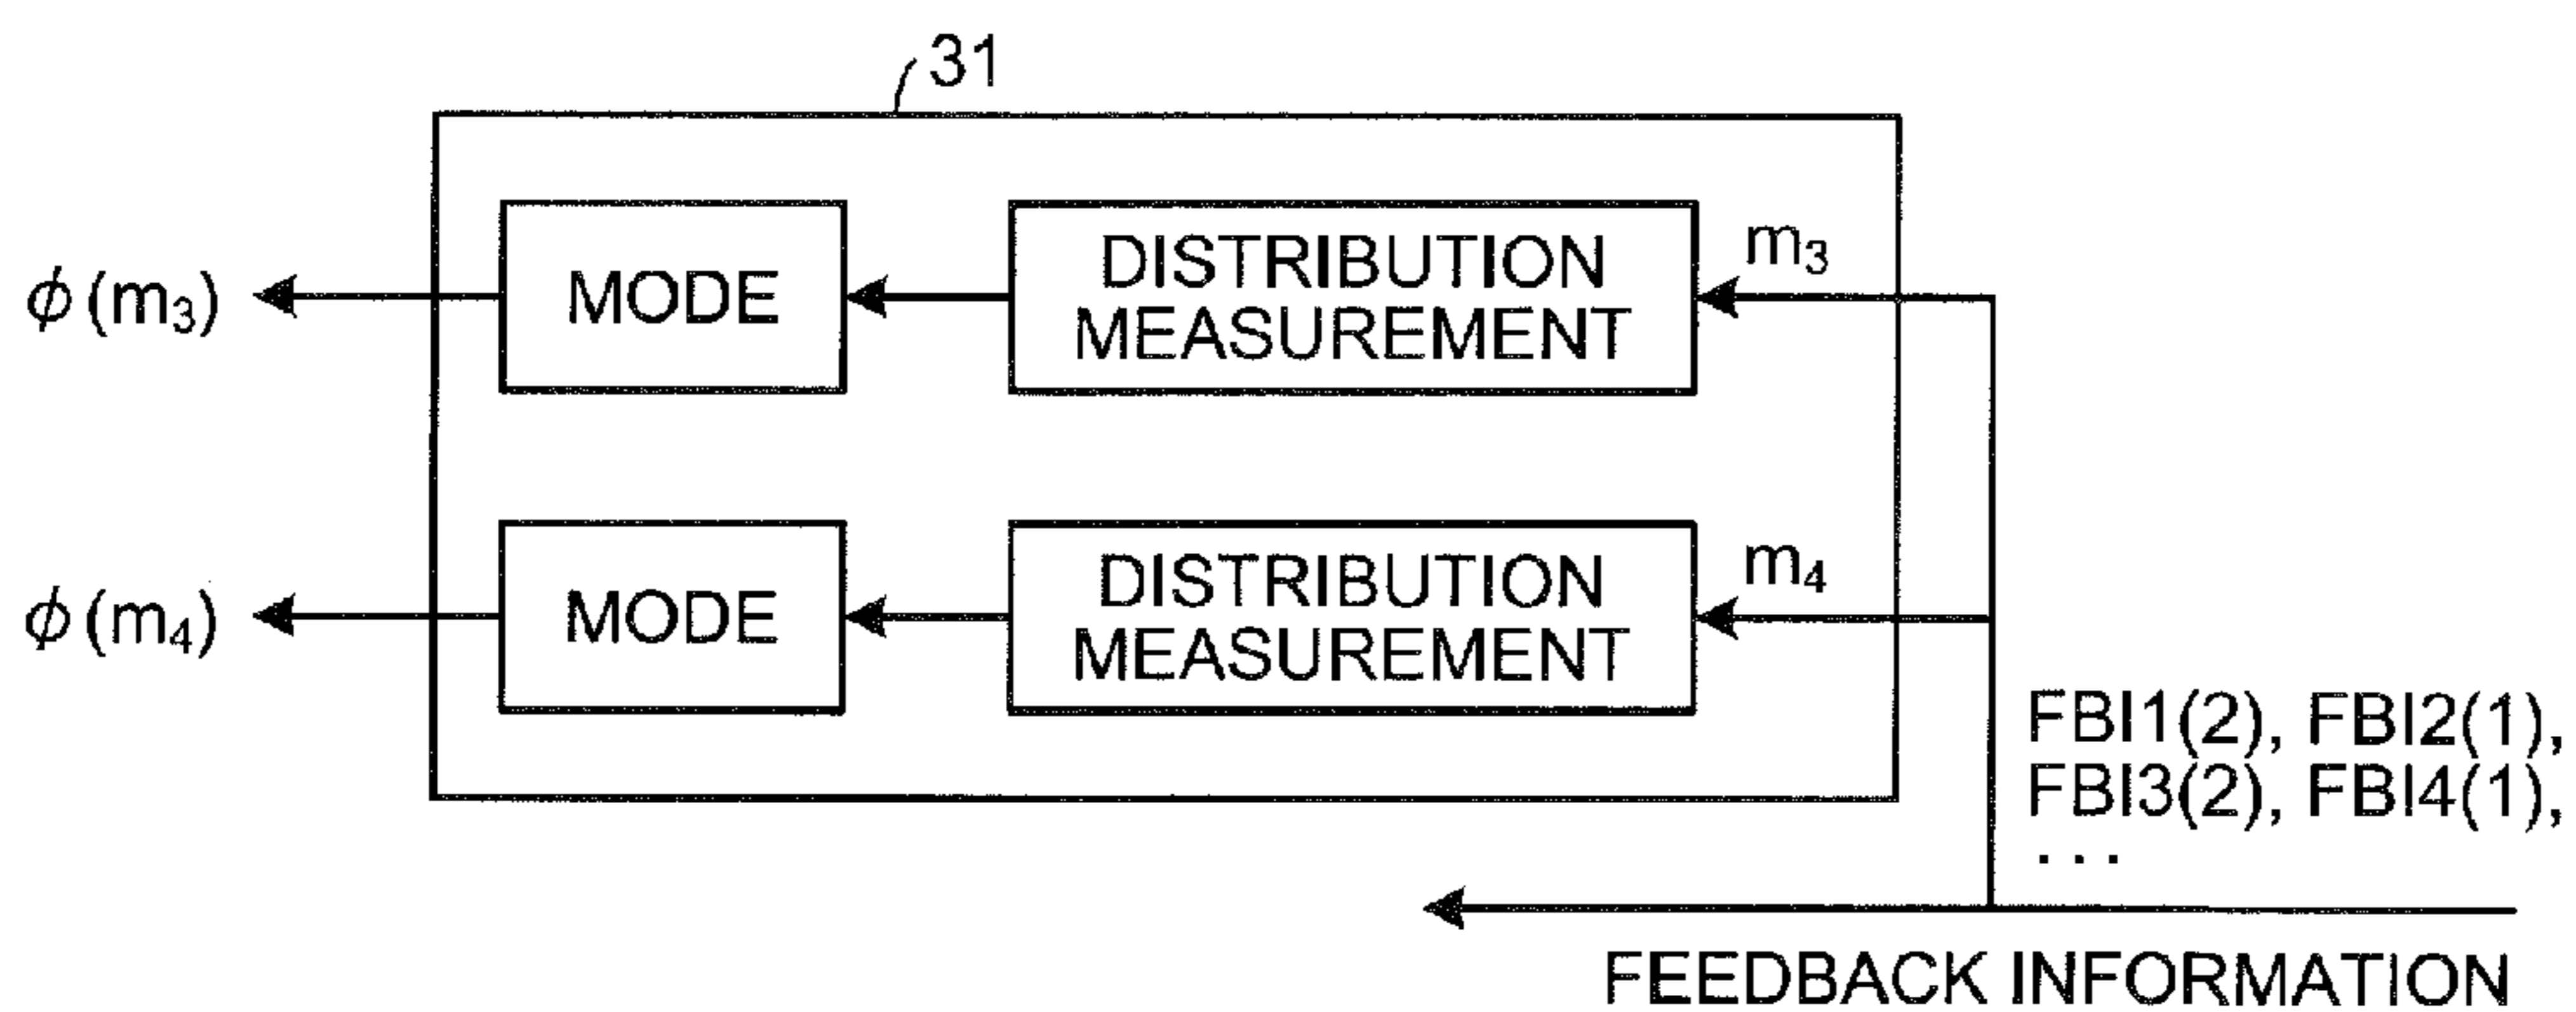 31
ϕ(m₃)
MODE
DISTRIBUTION
MEASUREMENT
m₃
ϕ(m₄)
MODE
DISTRIBUTION
MEASUREMENT
m₄
FBI1(2), FBI2(1),
FBI3(2), FBI4(1),
...
FEEDBACK INFORMATION